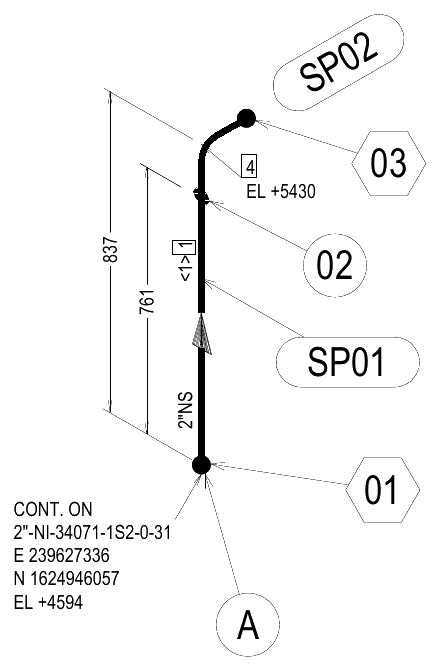 SP02
03
4
EL +5430
02
837
761
<1> 1
SP01
2"NS
01
CONT. ON
2"-NI-34071-1S2-0-31
E 239627336
N 1624946057
EL +4594
A